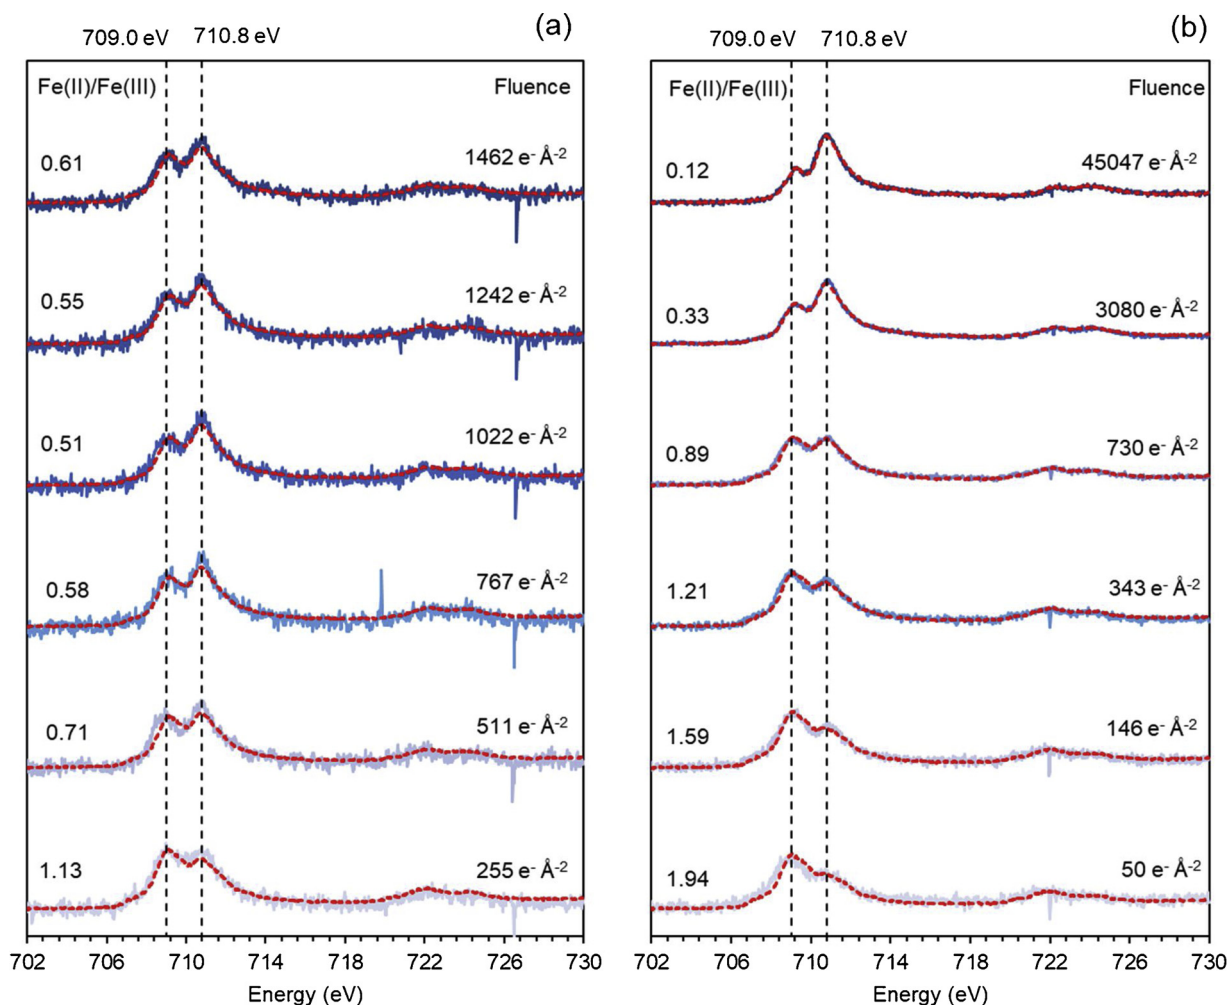 (a)
709.0 eV 710.8 eV
Fe(II)/Fe(III) Fluence
0.61 1462 e⁻ Å⁻²
0.55 1242 e⁻ Å⁻²
0.51 1022 e⁻ Å⁻²
0.58 767 e⁻ Å⁻²
0.71 511 e⁻ Å⁻²
1.13 255 e⁻ Å⁻²
702 706 710 714 718 722 726 730
Energy (eV)
(b)
709.0 eV 710.8 eV
Fe(II)/Fe(III) Fluence
0.12 45047 e⁻ Å⁻²
0.33 3080 e⁻ Å⁻²
0.89 730 e⁻ Å⁻²
1.21 343 e⁻ Å⁻²
1.59 146 e⁻ Å⁻²
1.94 50 e⁻ Å⁻²
702 706 710 714 718 722 726 730
Energy (eV)